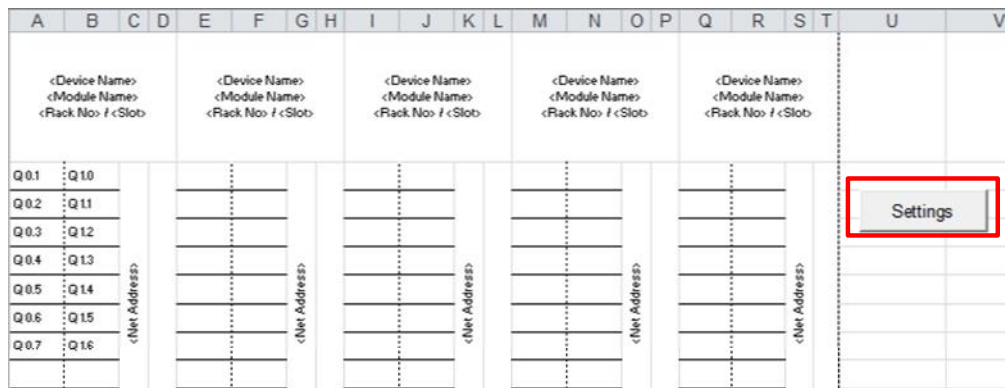 A B C D E F G H I J K L M N O P Q R S T U V
<Device Name> <Device Name> <Device Name> <Device Name> <Device Name>
<Module Name> <Module Name> <Module Name> <Module Name> <Module Name>
<Rack No> / <Slot> <Rack No> / <Slot> <Rack No> / <Slot> <Rack No> / <Slot> <Rack No> / <Slot>
Q 0.1 Q 1.0
Q 0.2 Q 1.1
Q 0.3 Q 1.2
Q 0.4 Q 1.3
Q 0.5 Q 1.4
Q 0.6 Q 1.5
Q 0.7 Q 1.6
<Net Address> <Net Address> <Net Address> <Net Address> <Net Address>
Settings